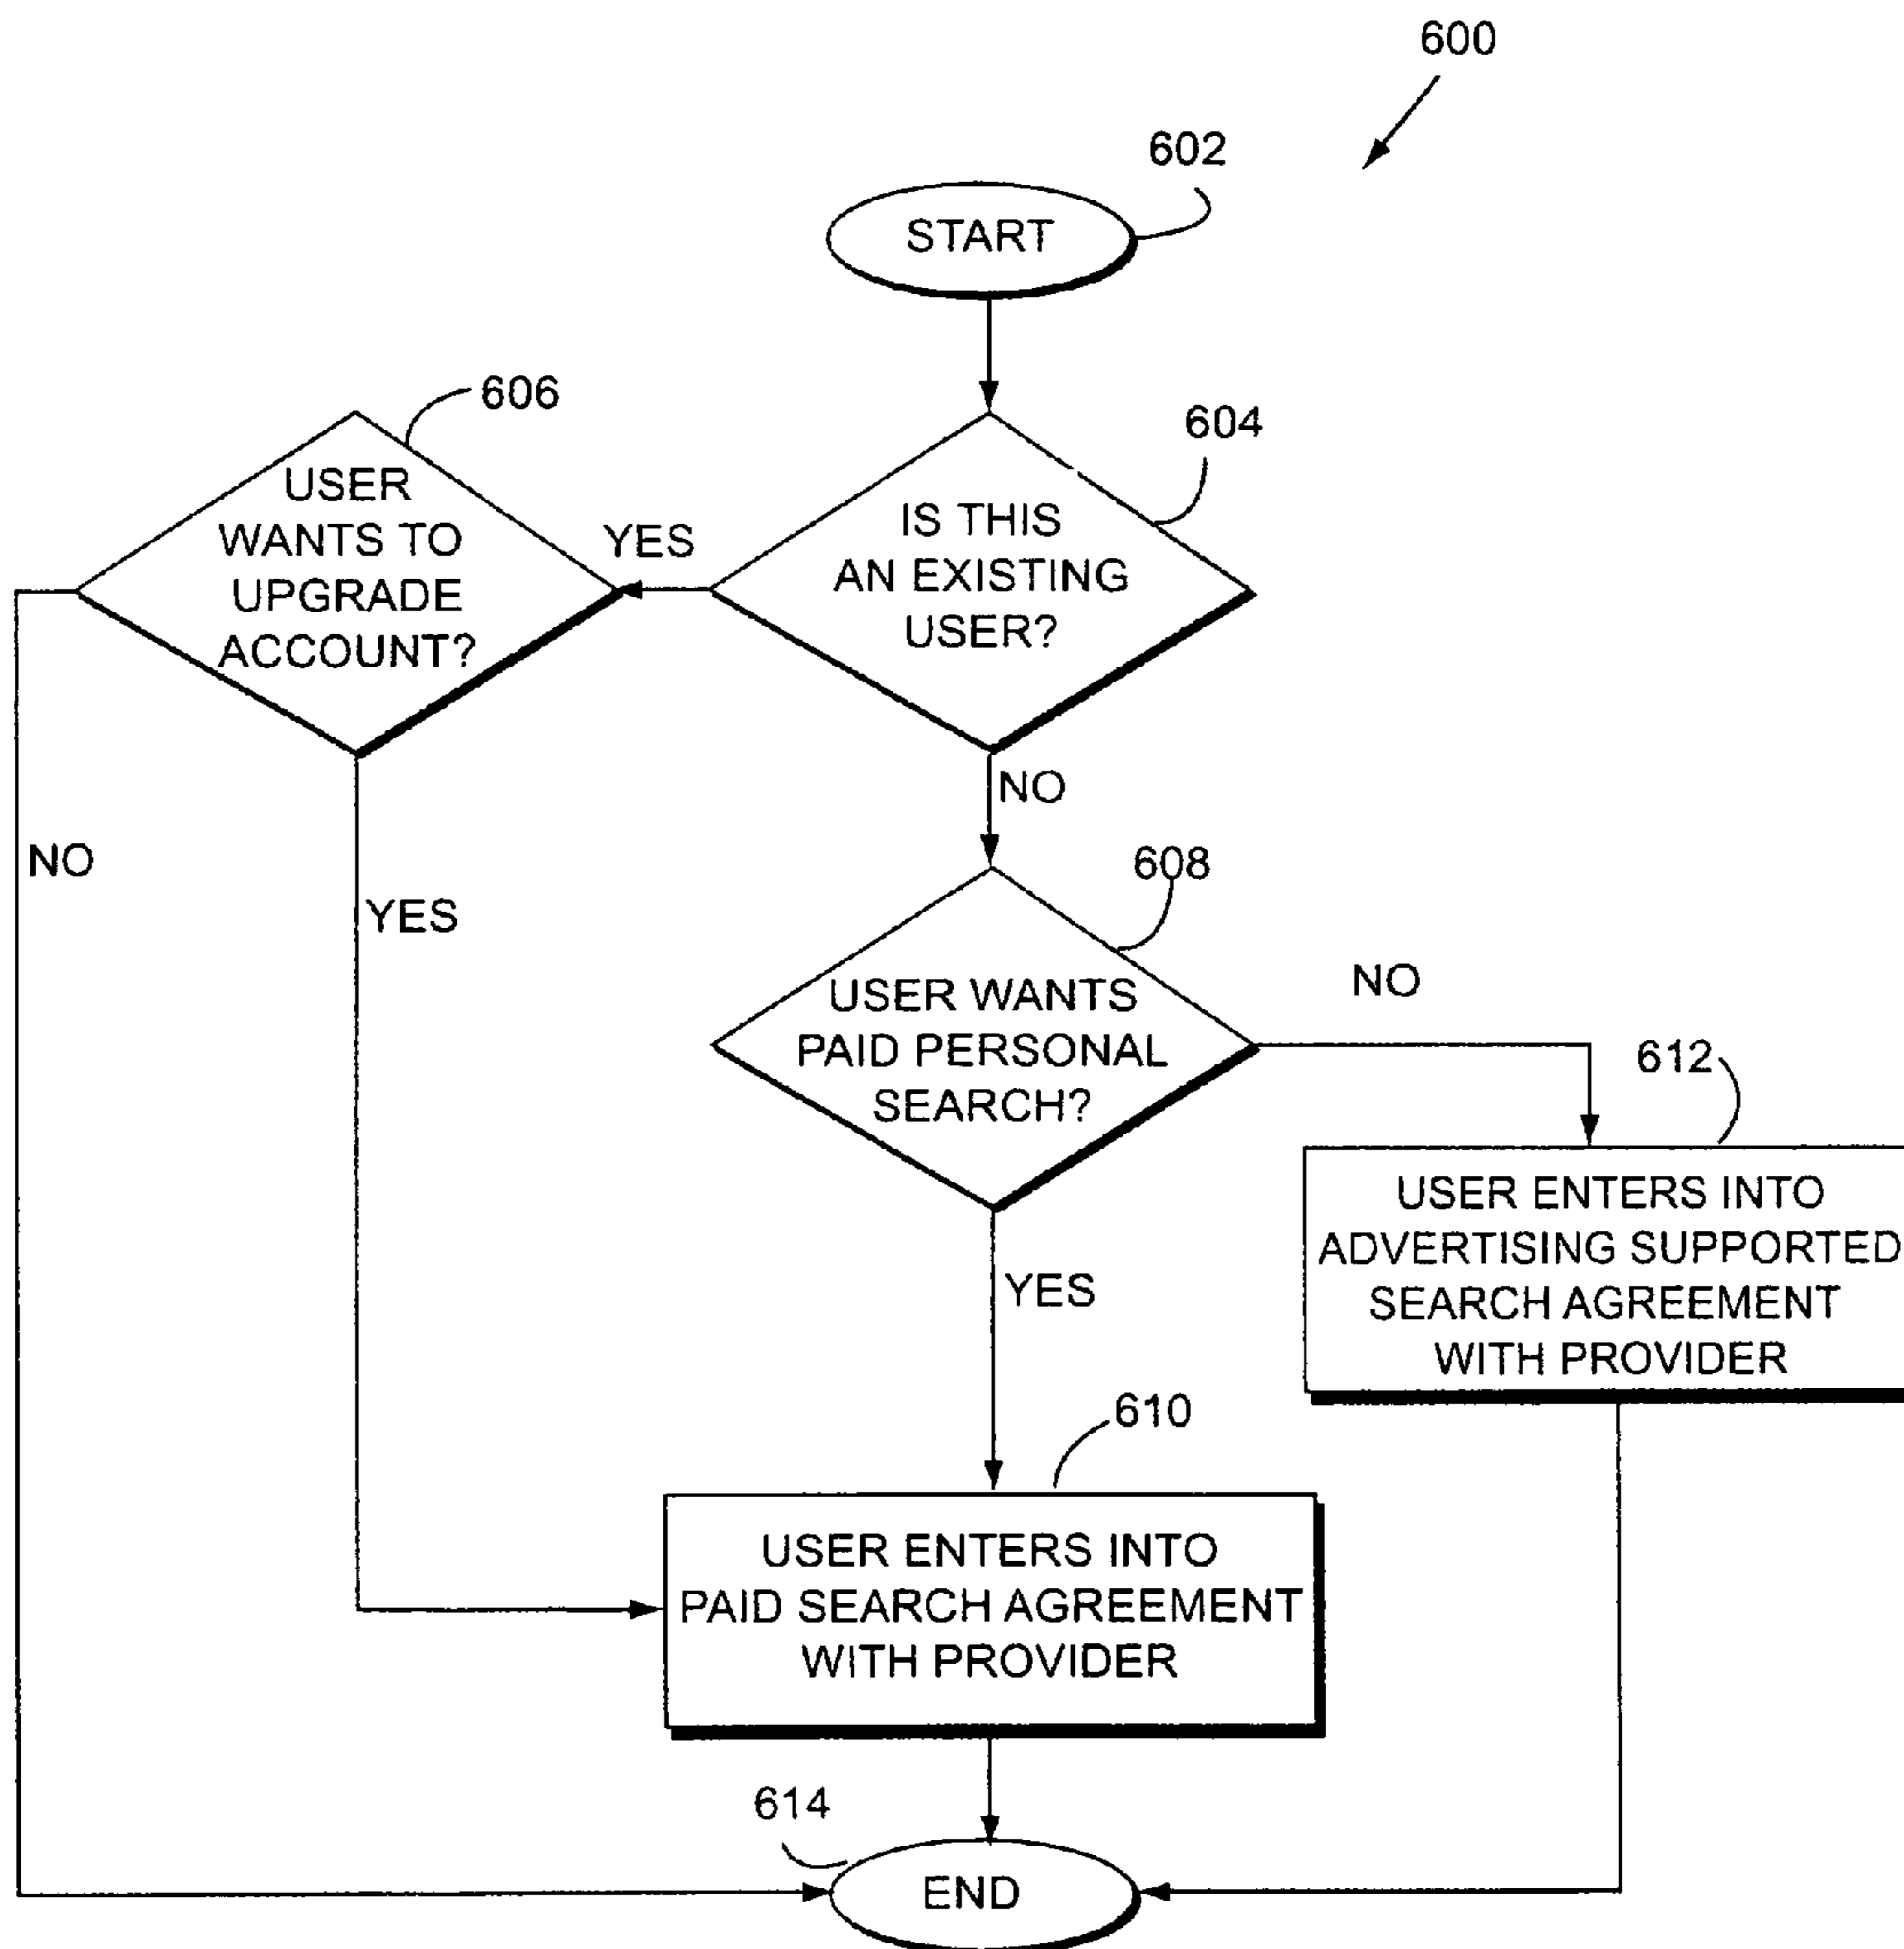 600
602
START
606
604
USER
WANTS TO
UPGRADE
ACCOUNT?
YES
IS THIS
AN EXISTING
USER?
NO
NO
YES
608
USER WANTS
PAID PERSONAL
SEARCH?
NO
612
USER ENTERS INTO
ADVERTISING SUPPORTED
SEARCH AGREEMENT
WITH PROVIDER
YES
610
USER ENTERS INTO
PAID SEARCH AGREEMENT
WITH PROVIDER
614
END